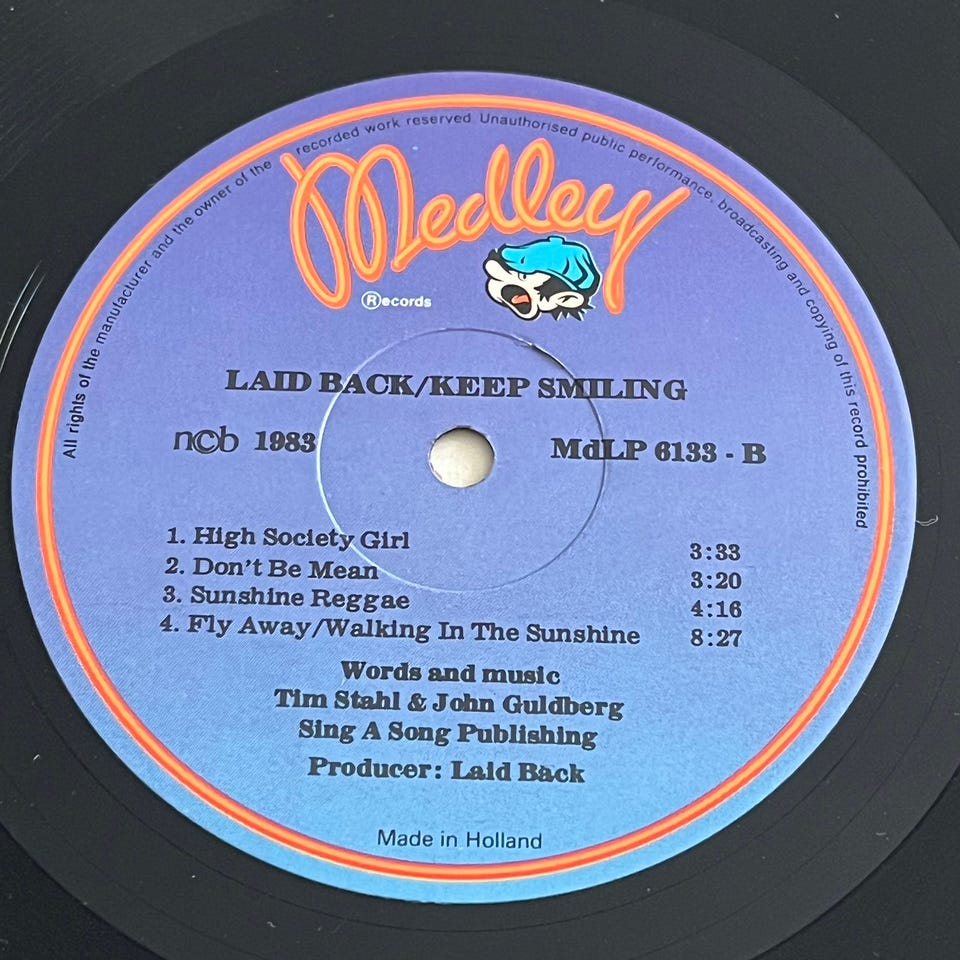 All rights of the manufacturer and the owner of the recorded work reserved. Unauthorised public performance, broadcasting and copying of this record prohibited.
Medley
Records
LAID BACK/KEEP SMILING
ncb 1983
MdLP 6133 - B
1. High Society Girl 3:33
2. Don't Be Mean 3:20
3. Sunshine Reggae 4:16
4. Fly Away/Walking In The Sunshine 8:27
Words and music
Tim Stahl & John Guldberg
Sing A Song Publishing
Producer: Laid Back
Made in Holland